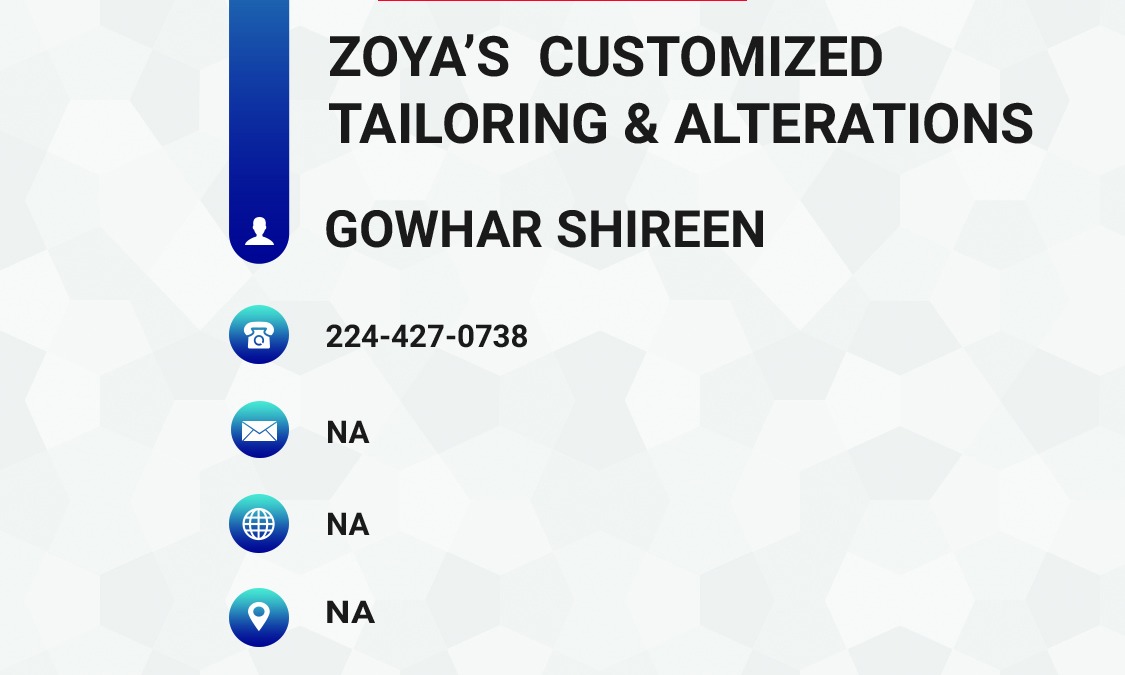 ZOYA’S  CUSTOMIZED
TAILORING & ALTERATIONS
GOWHAR SHIREEN
224-427-0738
NA
NA
NA